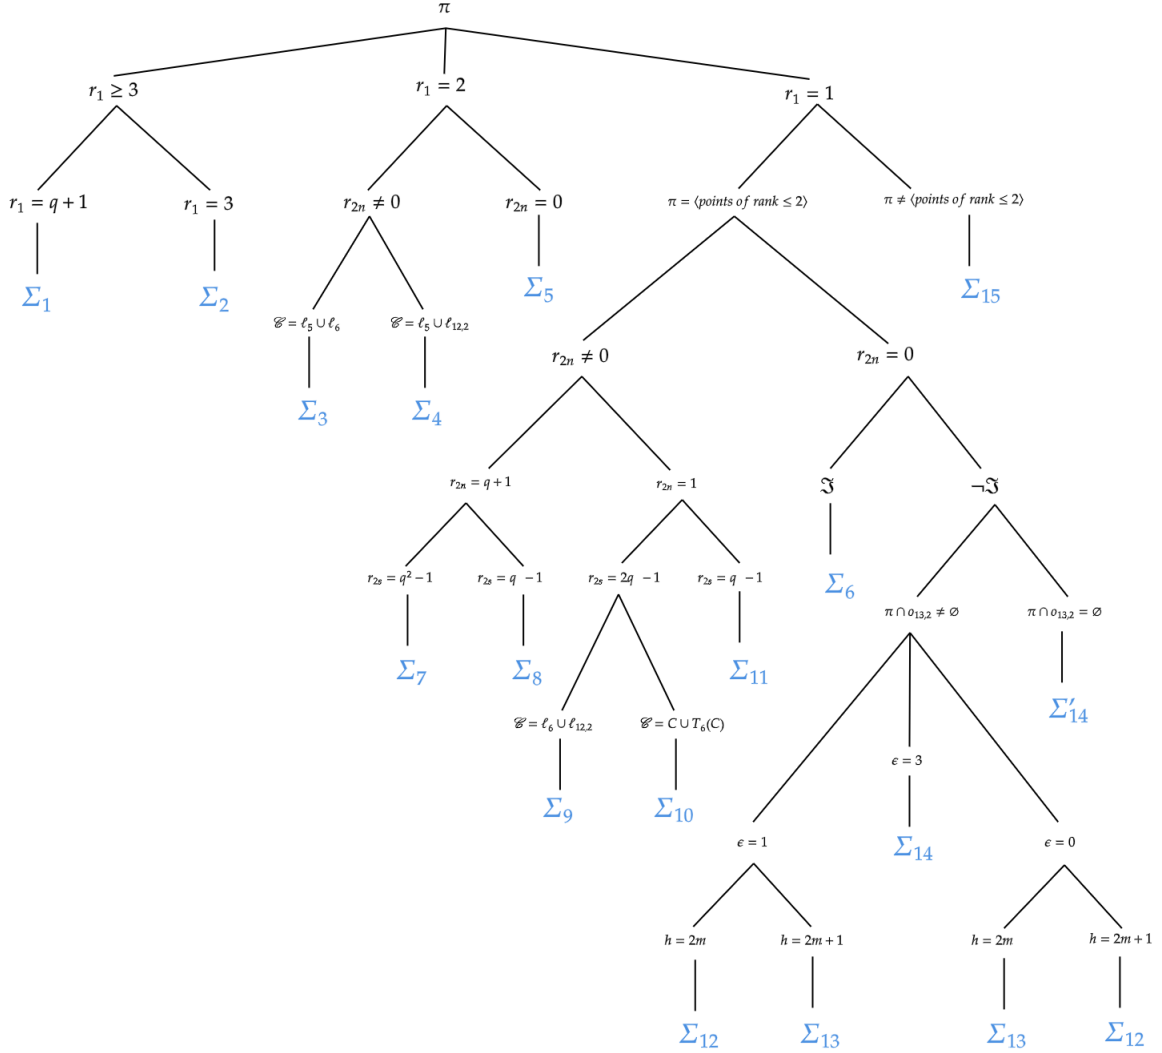 π
r₁ ≥ 3
r₁ = 2
r₁ = 1
r₁ = q + 1
r₁ = 3
r₂ₙ ≠ 0
r₂ₙ = 0
π = ⟨points of rank ≤ 2⟩
π ≠ ⟨points of rank ≤ 2⟩
Σ₁
Σ₂
Σ₅
Σ₁₅
𝒞 = ℓ₅ ∪ ℓ₆
𝒞 = ℓ₅ ∪ ℓ₁₂,₂
r₂ₙ ≠ 0
r₂ₙ = 0
Σ₃
Σ₄
r₂ₙ = q + 1
r₂ₙ = 1
ℑ
¬ℑ
r₂ₛ = q² − 1
r₂ₛ = q − 1
r₂ₛ = 2q − 1
r₂ₛ = q − 1
Σ₆
π ∩ o₁₃,₂ ≠ ∅
π ∩ o₁₃,₂ = ∅
Σ₇
Σ₈
Σ₁₁
Σ′₁₄
𝒞 = ℓ₆ ∪ ℓ₁₂,₂
𝒞 = C ∪ T₆(C)
ϵ = 3
Σ₉
Σ₁₀
ϵ = 1
Σ₁₄
ϵ = 0
h = 2m
h = 2m + 1
h = 2m
h = 2m + 1
Σ₁₂
Σ₁₃
Σ₁₃
Σ₁₂